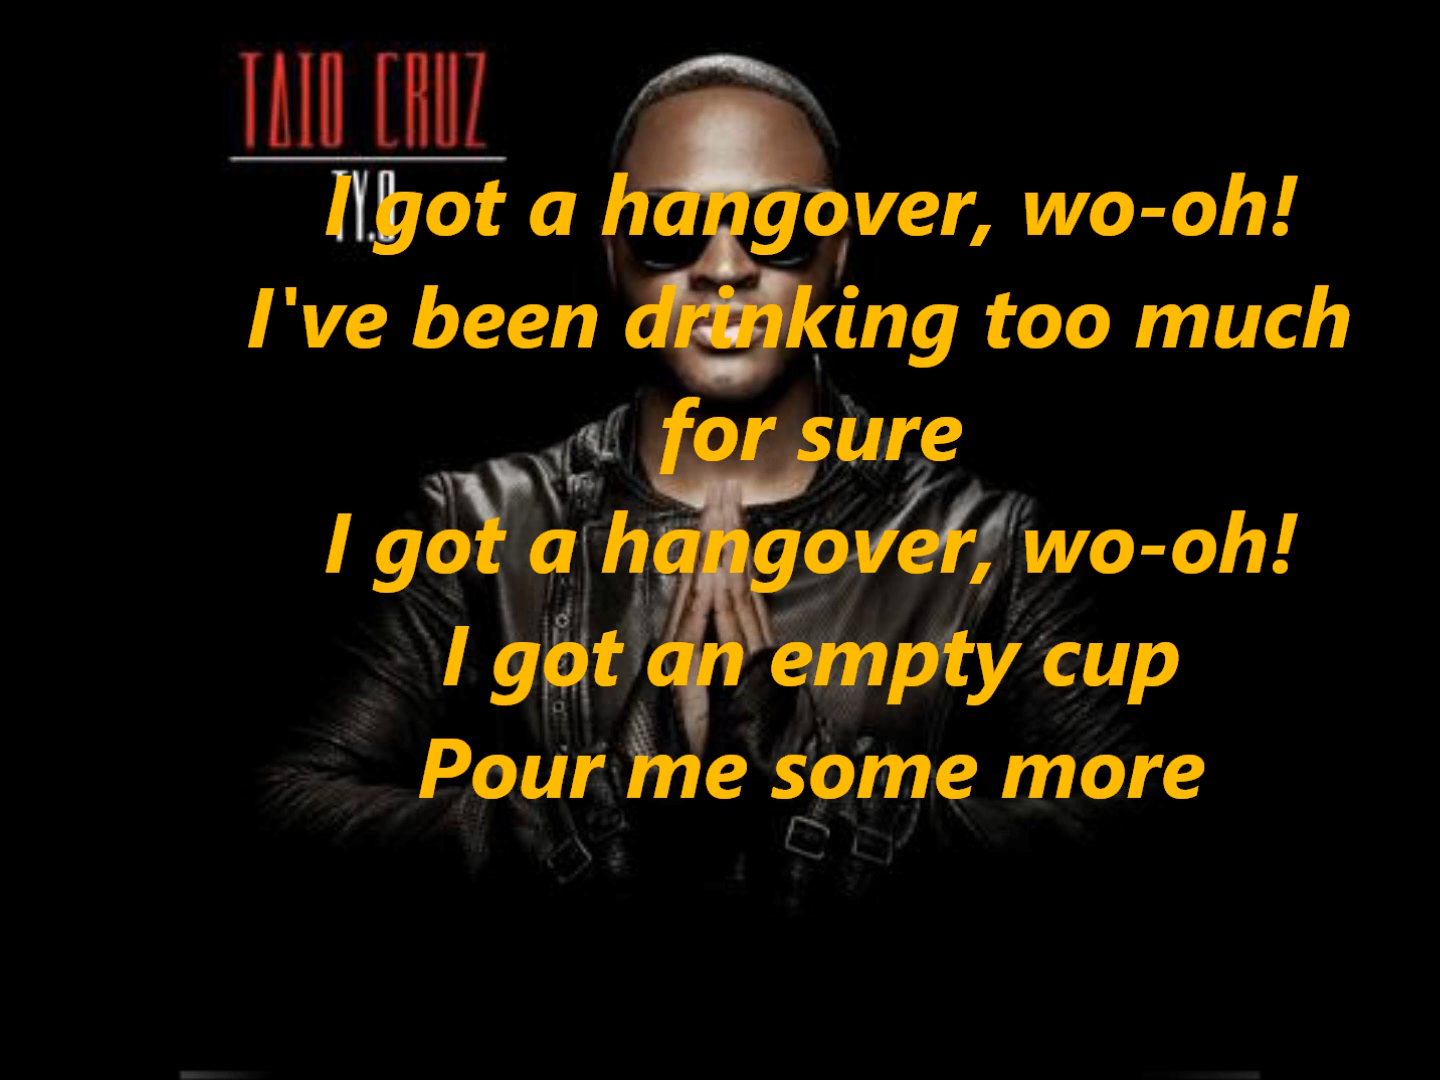 TAIO CRUZ
TY.O
I got a hangover, wo-oh!
I've been drinking too much
for sure
I got a hangover, wo-oh!
I got an empty cup
Pour me some more